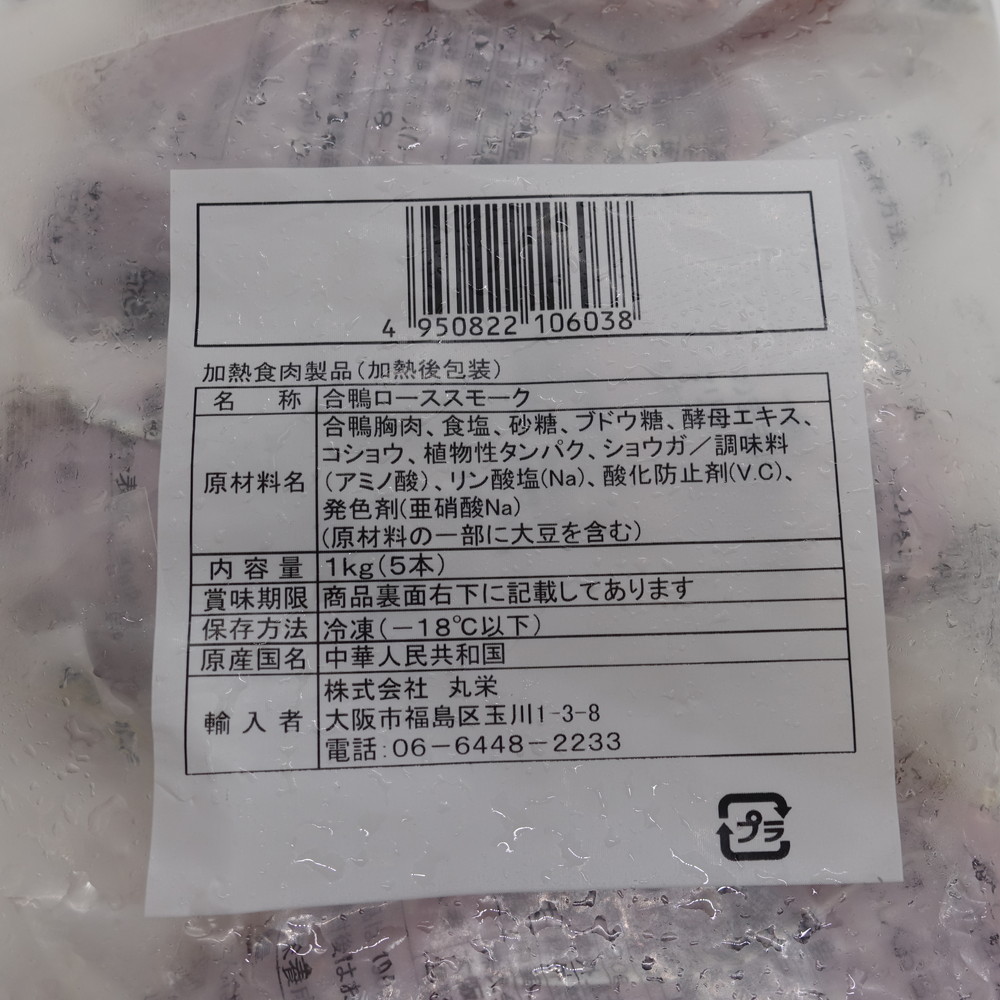 4 950822 106038
加熱食肉製品(加熱後包装)
名 称 合鴨ローススモーク
原材料名 合鴨胸肉、食塩、砂糖、ブドウ糖、酵母エキス、
コショウ、植物性タンパク、ショウガ／調味料
(アミノ酸)、リン酸塩(Na)、酸化防止剤(V.C)、
発色剤(亜硝酸Na)
(原材料の一部に大豆を含む)
内容量 1kg(5本)
賞味期限 商品裏面右下に記載してあります
保存方法 冷凍(－18℃以下)
原産国名 中華人民共和国
輸入者 株式会社 丸栄
大阪市福島区玉川1-3-8
電話:06－6448－2233
プラ